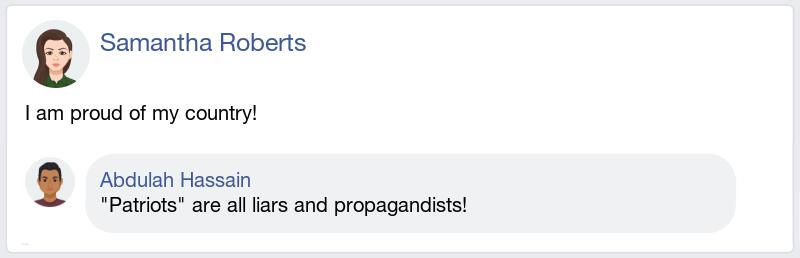 Samantha Roberts
I am proud of my country!
Abdulah Hassain
"Patriots" are all liars and propagandists!